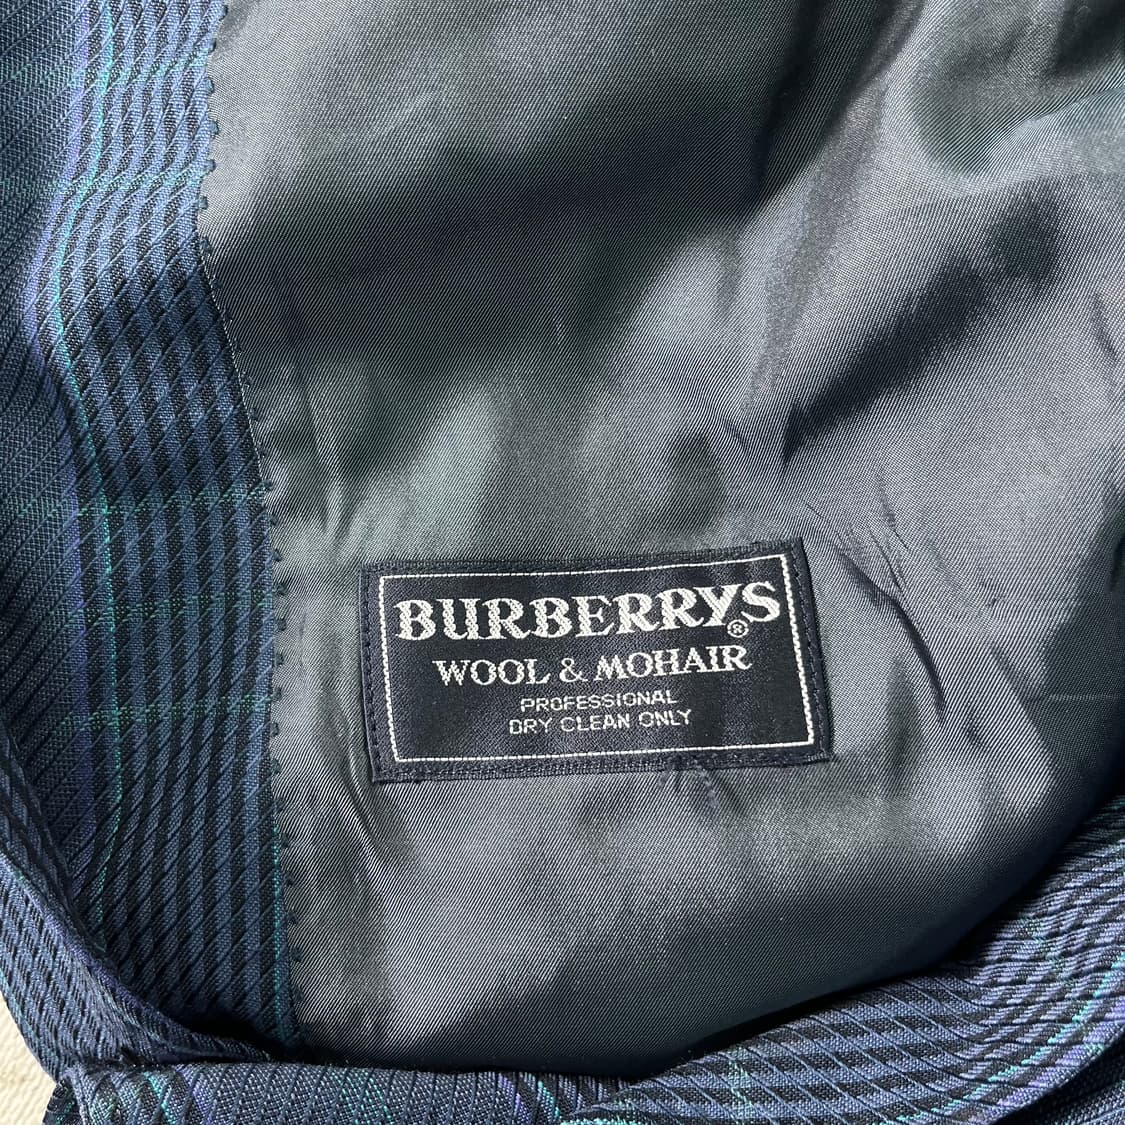 BURBERRYS®
WOOL & MOHAIR
PROFESSIONAL
DRY CLEAN ONLY